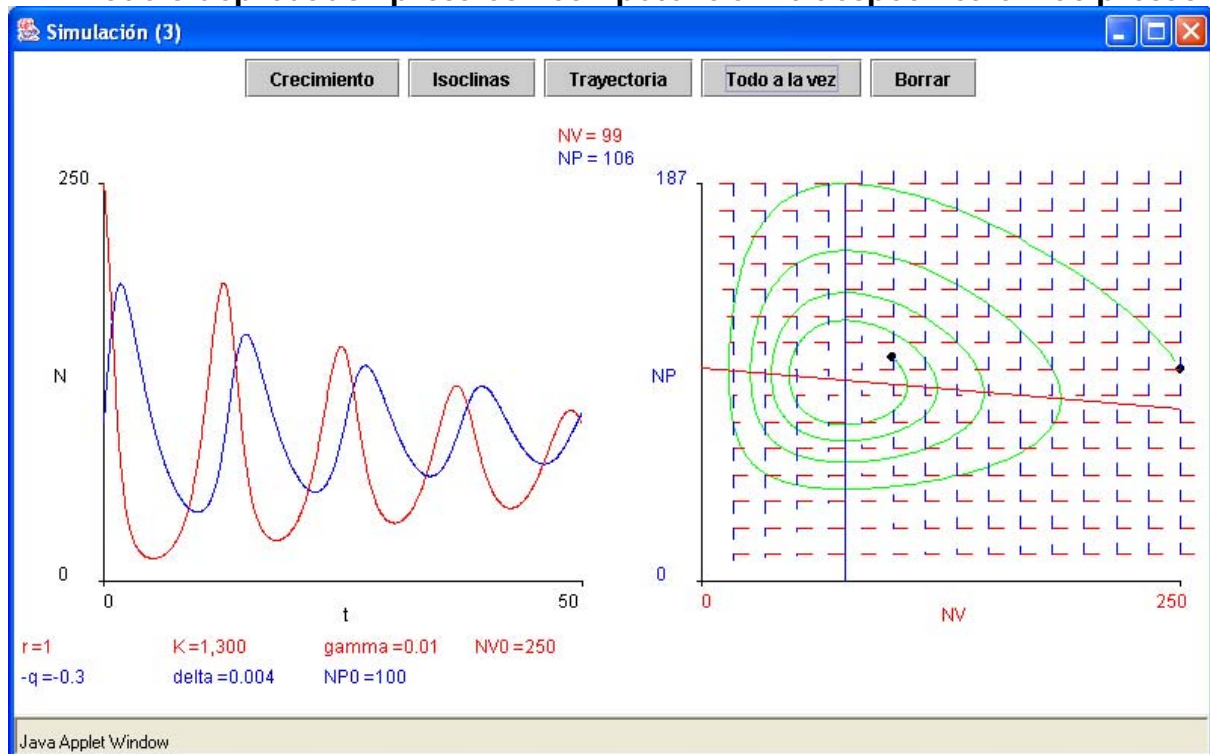 Simulación (3)
Crecimiento Isoclinas Trayectoria Todo a la vez Borrar
NV = 99
NP = 106
250
N
0
0
t
50
187
NP
0
0
NV
250
r =1 K =1,300 gamma =0.01 NV0 =250
-q =-0.3 delta =0.004 NP0 =100
Java Applet Window